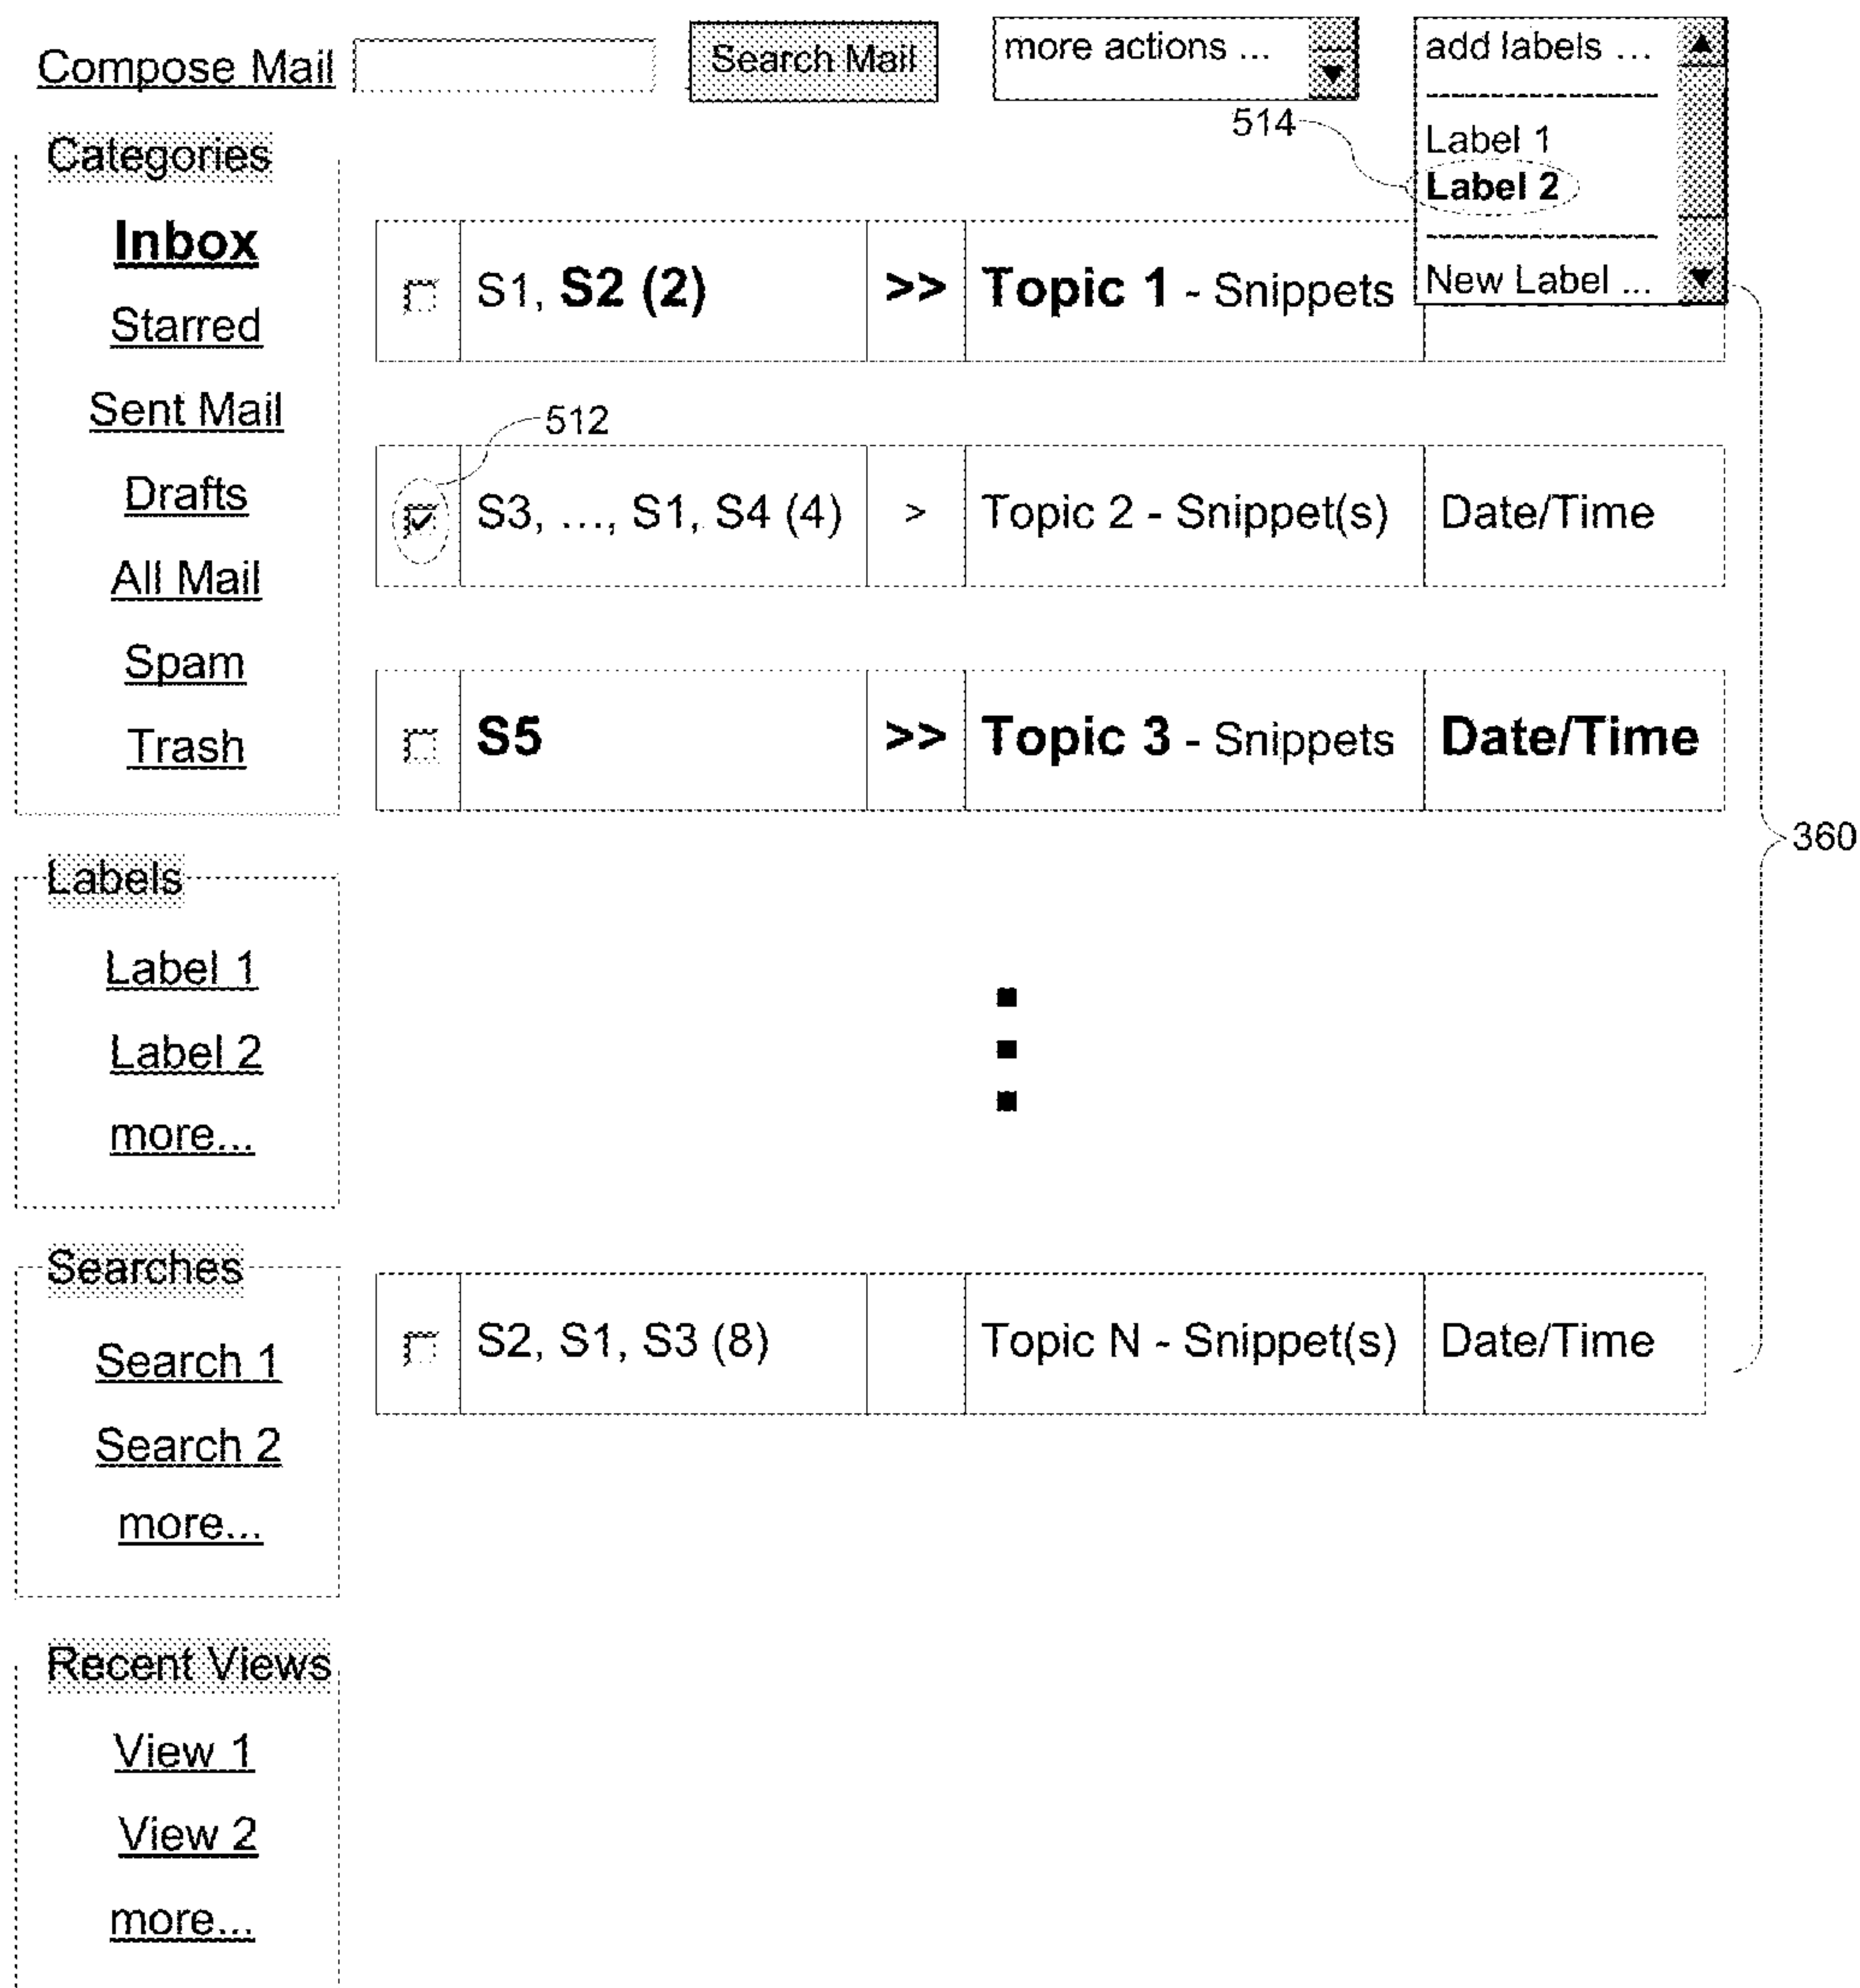 Compose Mail Search Mail more actions ... add labels ...
514
Label 1
Label 2
New Label ...
Categories
Inbox
Starred
Sent Mail
Drafts
All Mail
Spam
Trash
S1, S2 (2) >> Topic 1 - Snippets
512
S3, ..., S1, S4 (4) > Topic 2 - Snippet(s) Date/Time
S5 >> Topic 3 - Snippets Date/Time
360
Labels
Label 1
Label 2
more...
Searches
Search 1
Search 2
more...
S2, S1, S3 (8) Topic N - Snippet(s) Date/Time
Recent Views
View 1
View 2
more...